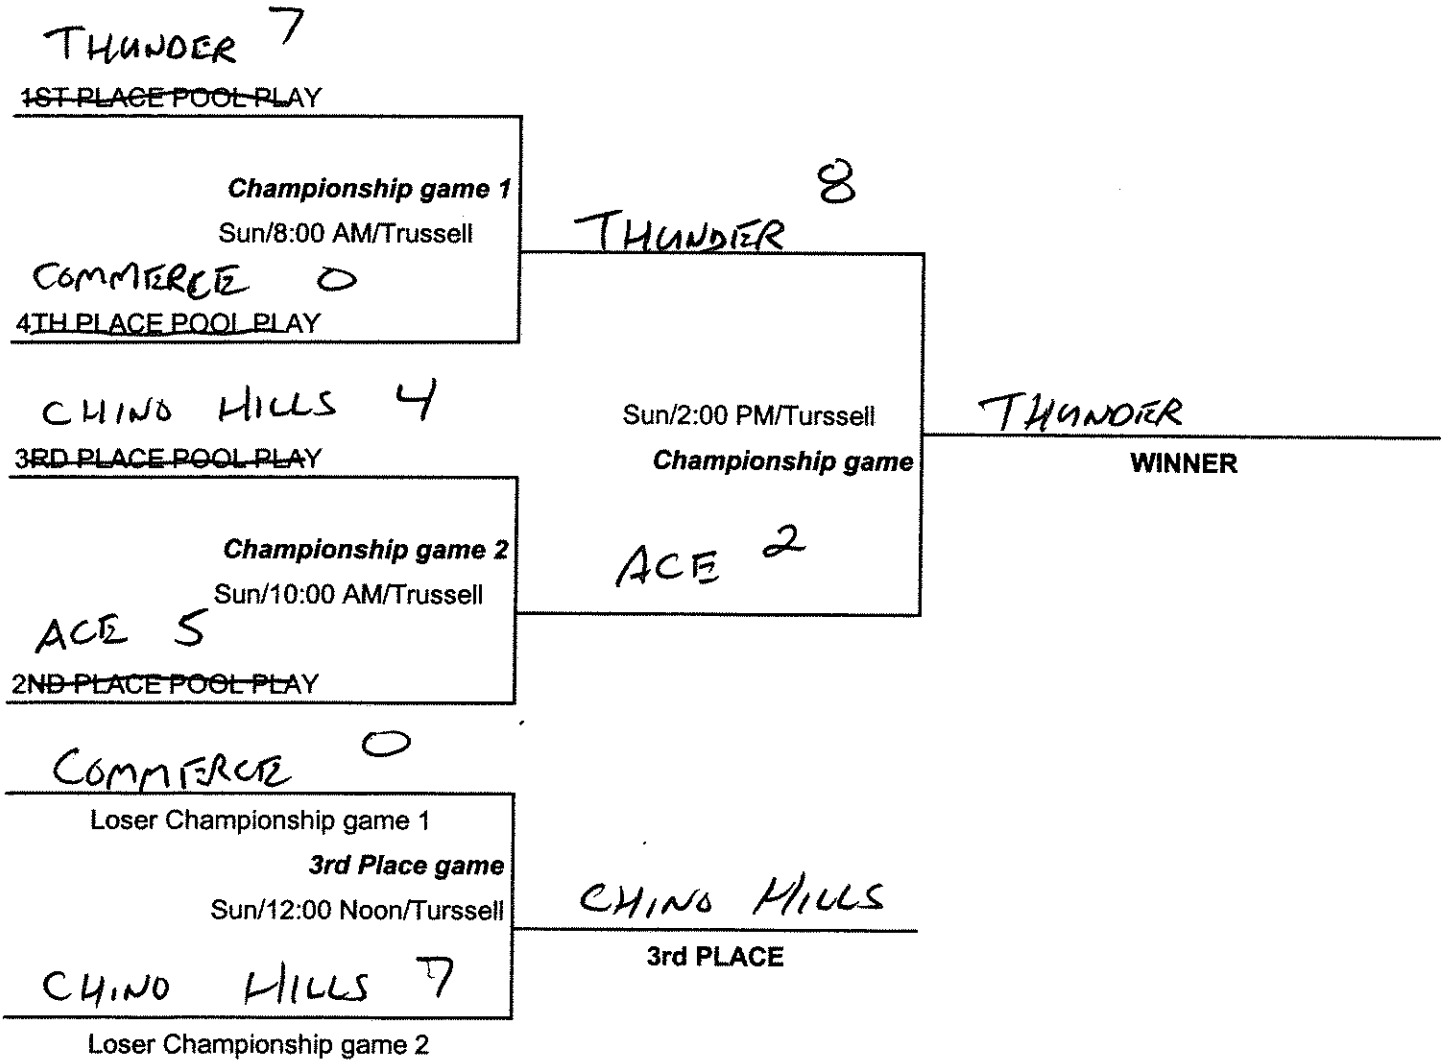 THUNDER 7
1ST PLACE POOL PLAY
Championship game 1
Sun/8:00 AM/Trussell
COMMERCE 0
4TH PLACE POOL PLAY
THUNDER 8
CHINO HILLS 4
3RD PLACE POOL PLAY
Championship game 2
Sun/10:00 AM/Trussell
ACE 5
2ND PLACE POOL PLAY
Sun/2:00 PM/Turssell
Championship game
ACE 2
THUNDER
WINNER
COMMERCE 0
Loser Championship game 1
3rd Place game
Sun/12:00 Noon/Turssell
CHINO HILLS 7
Loser Championship game 2
CHINO HILLS
3rd PLACE